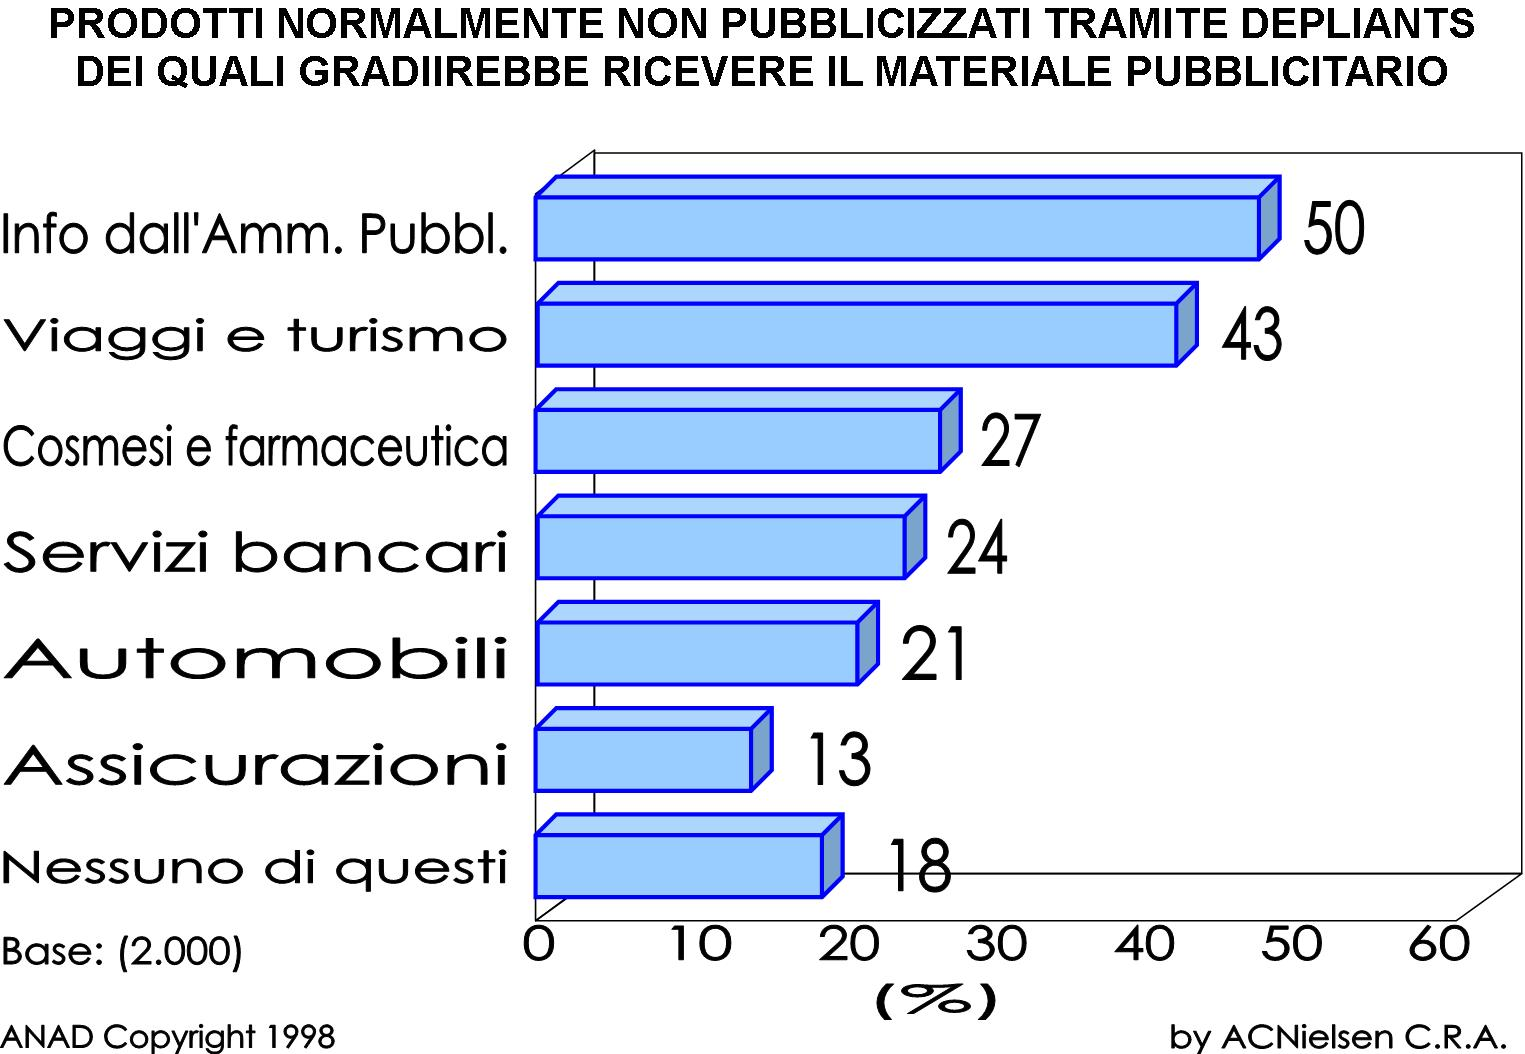 PRODOTTI NORMALMENTE NON PUBBLICIZZATI TRAMITE DEPLIANTS
DEI QUALI GRADIIREBBE RICEVERE IL MATERIALE PUBBLICITARIO
Info dall'Amm. Pubbl. 50
Viaggi e turismo 43
Cosmesi e farmaceutica 27
Servizi bancari 24
Automobili 21
Assicurazioni 13
Nessuno di questi 18
Base: (2.000) 0 10 20 30 40 50 60
(%)
ANAD Copyright 1998 by ACNielsen C.R.A.